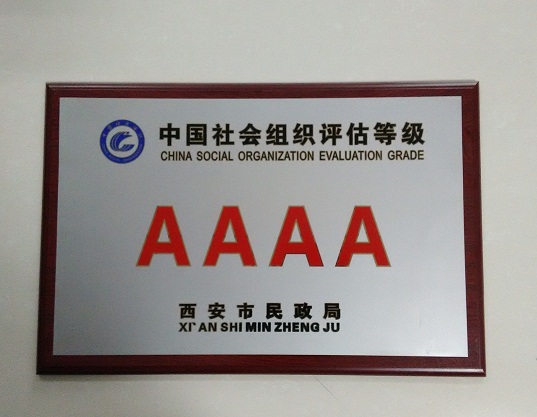 中国社会组织评估等级
CHINA SOCIAL ORGANIZATION EVALUATION GRADE
AAAA
西安市民政局
XI' AN SHI MIN ZHENG JU